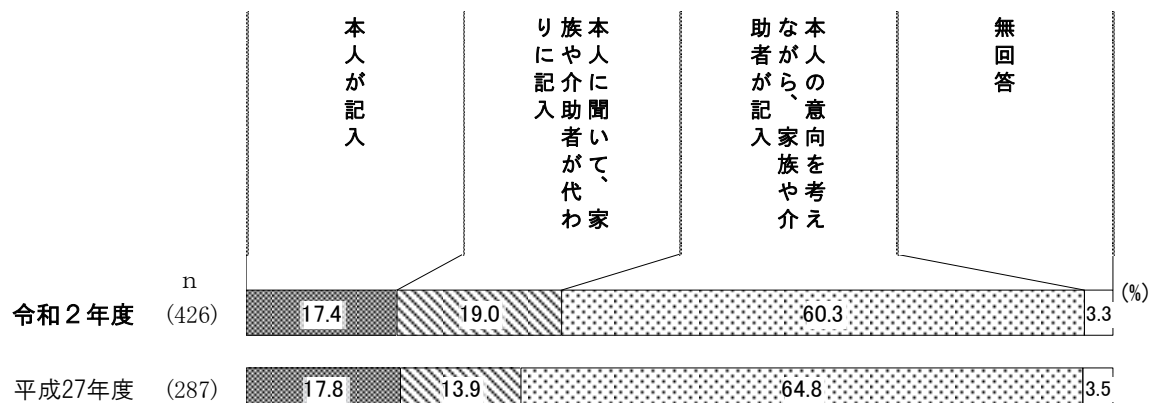 本人が記入
本人に聞いて、家
族や介助者が代わ
りに記入
本人の意向を考え
ながら、家族や介
助者が記入
無回答
n
(%)
令和２年度 (426) 17.4 19.0 60.3 3.3
平成27年度 (287) 17.8 13.9 64.8 3.5